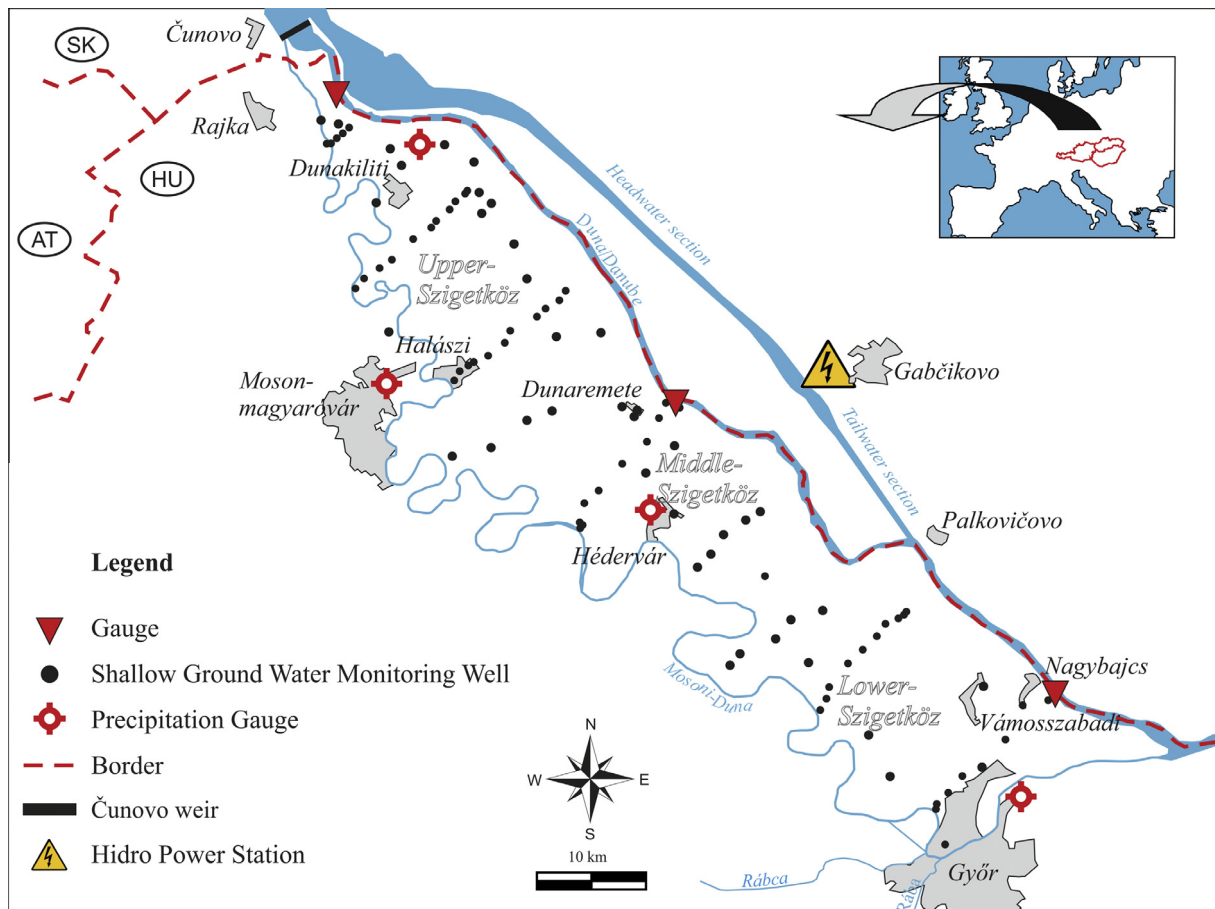 Čunovo
SK
Rajka
HU
AT
Dunakiliti
Headwater section
Duna/Danube
Upper-
Szigetköz
Halászi
Moson-
magyaróvár
Dunaremete
Gabčikovo
Tailwater section
Middle-
Szigetköz
Palkovičovo
Hédervár
Mosoni-Duna
Lower-
Szigetköz
Nagybajcs
Vámosszabadi
Legend
Gauge
Shallow Ground Water Monitoring Well
Precipitation Gauge
Border
Čunovo weir
Hidro Power Station
N
W
E
S
10 km
Rábca
Rába
Győr